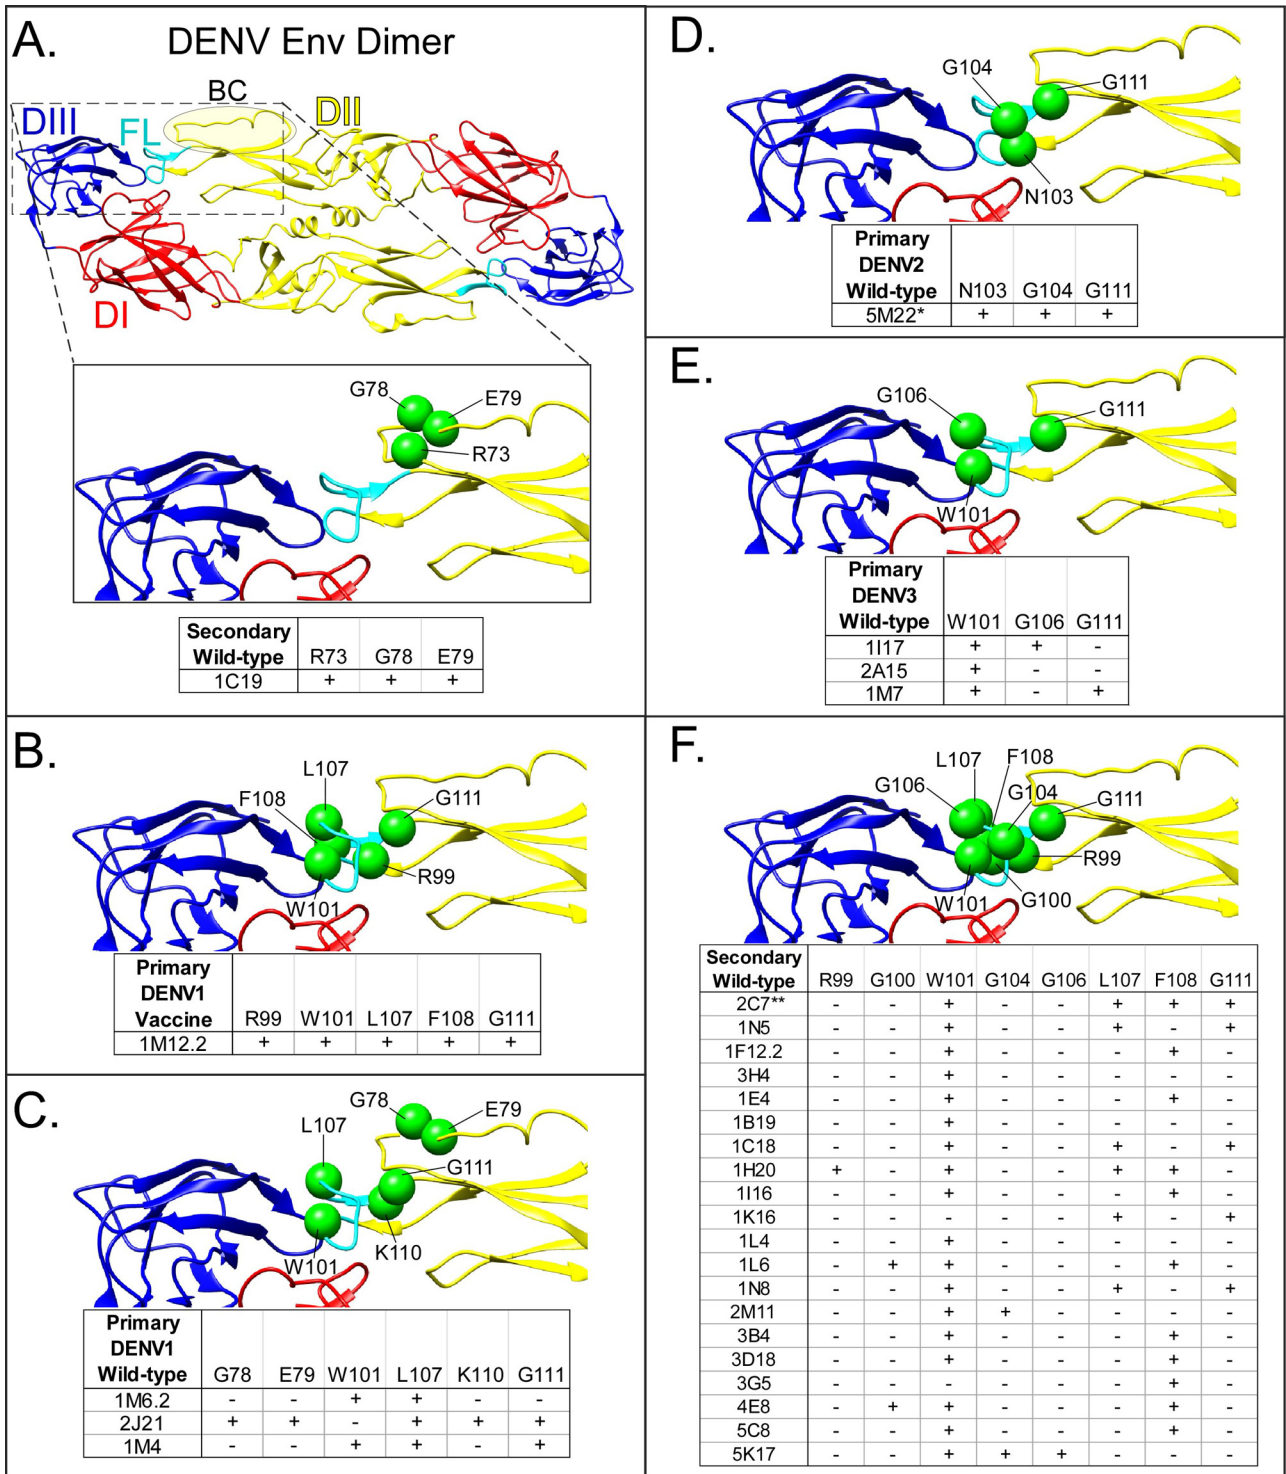 A.
DENV Env Dimer
BC
DII
DIII
FL
DI
G78
E79
R73
Secondary
Wild-type R73 G78 E79
1C19 + + +
B.
L107
F108
G111
R99
W101
Primary
DENV1
Vaccine R99 W101 L107 F108 G111
1M12.2 + + + + +
C.
G78
E79
L107
G111
K110
W101
Primary
DENV1
Wild-type G78 E79 W101 L107 K110 G111
1M6.2 - - + + - -
2J21 + + - + + +
1M4 - - + + - +
D.
G104
G111
N103
Primary
DENV2
Wild-type N103 G104 G111
5M22* + + +
E.
G106
G111
W101
Primary
DENV3
Wild-type W101 G106 G111
1I17 + + -
2A15 + - -
1M7 + - +
F.
L107
F108
G106
G104
G111
R99
W101
G100
Secondary
Wild-type R99 G100 W101 G104 G106 L107 F108 G111
2C7** - - + - - + + +
1N5 - - + - - + - +
1F12.2 - - + - - - + -
3H4 - - + - - - - -
1E4 - - + - - - + -
1B19 - - + - - - - -
1C18 - - + - - + - +
1H20 + - + - - + + -
1I16 - - + - - - + -
1K16 - - - - - + - +
1L4 - - + - - - - -
1L6 - + + - - - + -
1N8 - - + - - + - +
2M11 - - + + - - - -
3B4 - - + - - - + -
3D18 - - + - - - + -
3G5 - - - - - - + -
4E8 - + + - - - + -
5C8 - - + - - - + -
5K17 - - + + + - - -